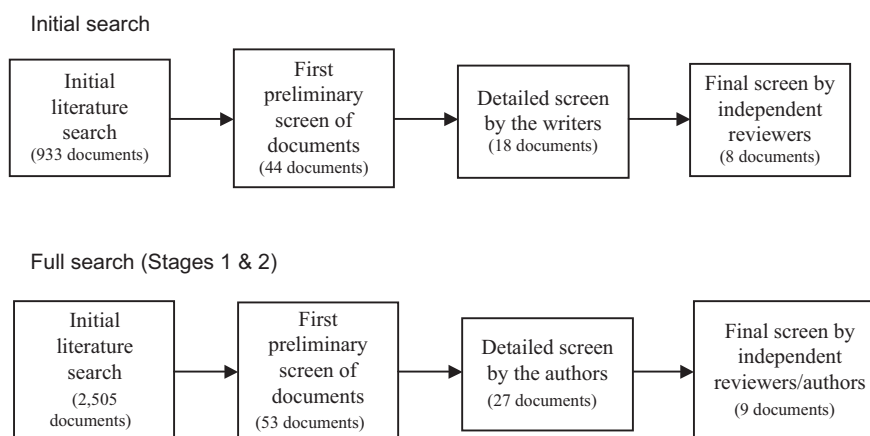 Initial search
Initial
literature
search
(933 documents)
First
preliminary
screen of
documents
(44 documents)
Detailed screen
by the writers
(18 documents)
Final screen by
independent
reviewers
(8 documents)
Full search (Stages 1 & 2)
Initial
literature
search
(2,505
documents)
First
preliminary
screen of
documents
(53 documents)
Detailed screen
by the authors
(27 documents)
Final screen by
independent
reviewers/authors
(9 documents)